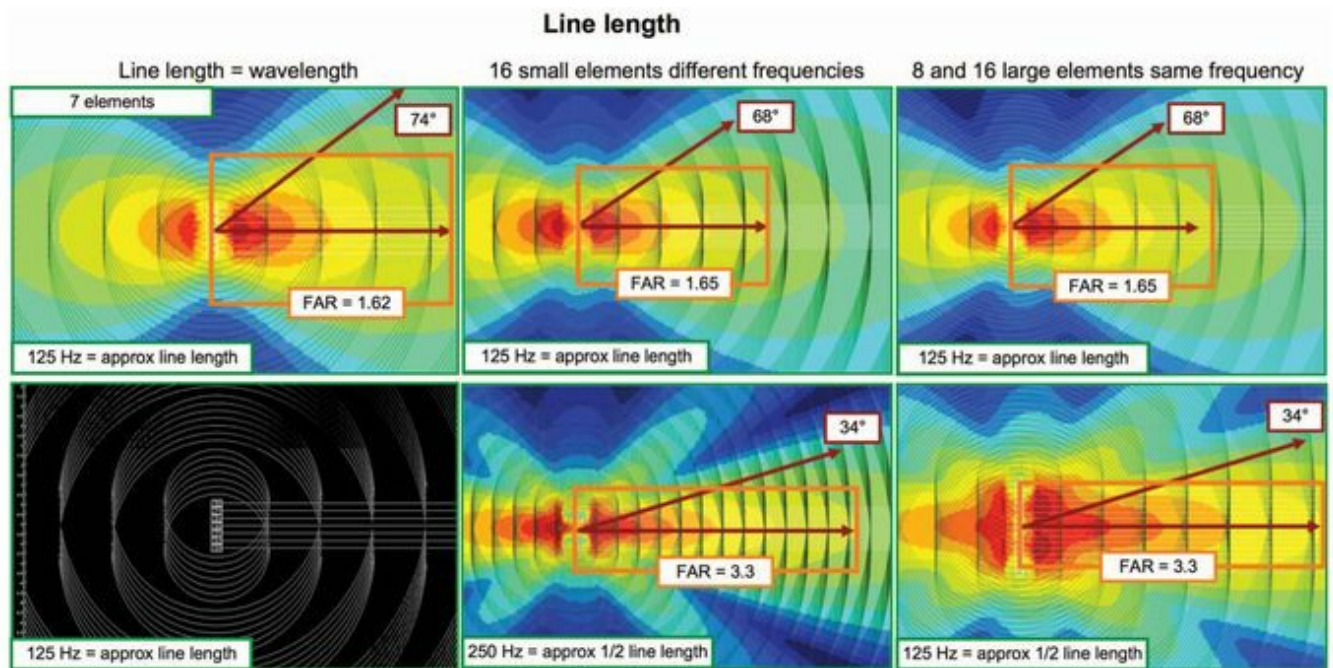 Line length
Line length = wavelength
16 small elements different frequencies
8 and 16 large elements same frequency
7 elements
74°
FAR = 1.62
125 Hz = approx line length
68°
FAR = 1.65
125 Hz = approx line length
68°
FAR = 1.65
125 Hz = approx line length
125 Hz = approx line length
34°
FAR = 3.3
250 Hz = approx 1/2 line length
34°
FAR = 3.3
125 Hz = approx 1/2 line length